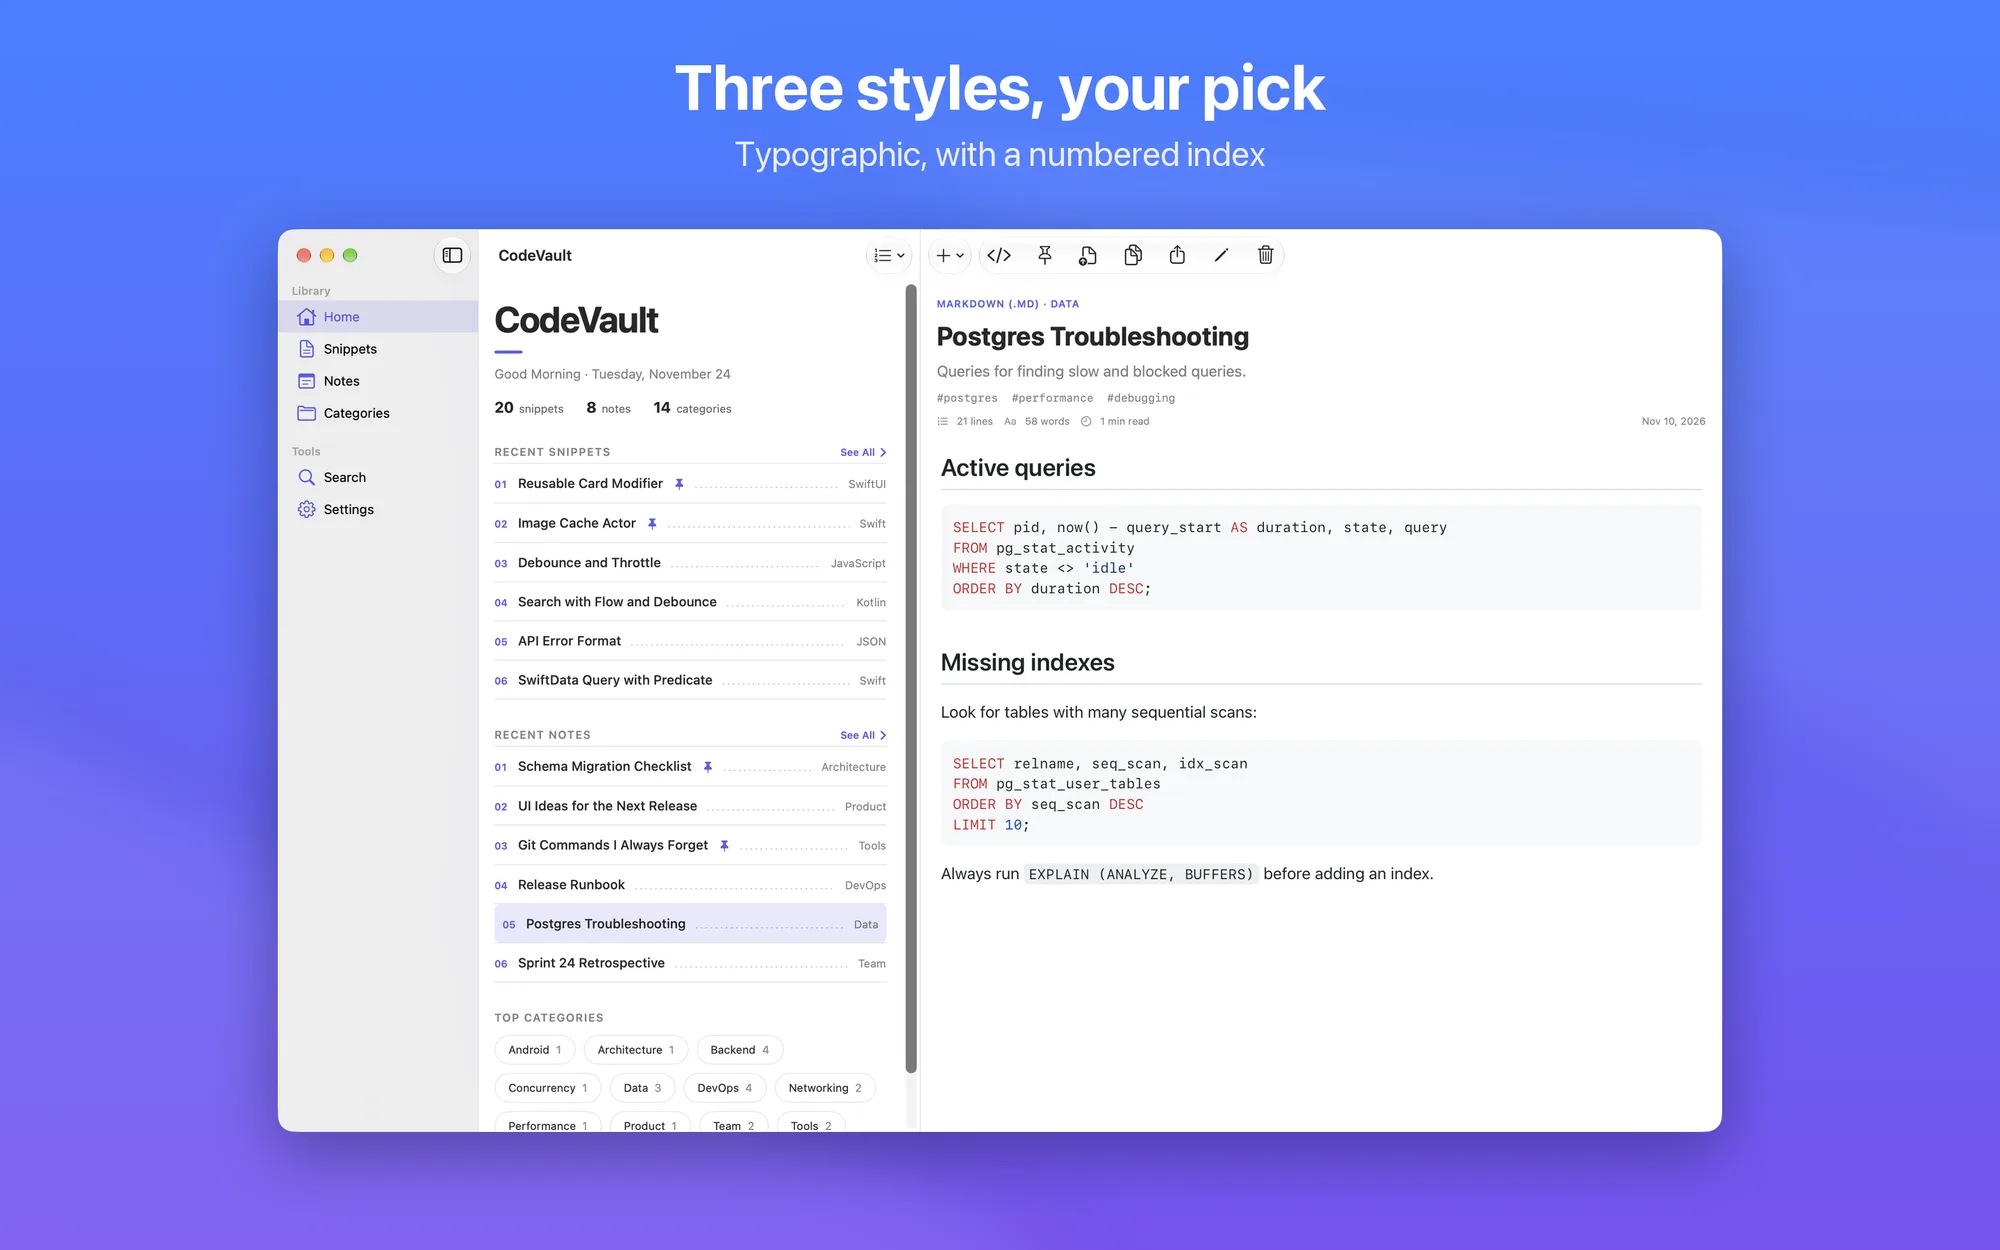 Three styles, your pick
Typographic, with a numbered index
CodeVault
Library
Home
Snippets
Notes
Categories
Tools
Search
Settings
CodeVault
Good Morning · Tuesday, November 24
20 snippets 8 notes 14 categories
RECENT SNIPPETS See All
01 Reusable Card Modifier SwiftUI
02 Image Cache Actor Swift
03 Debounce and Throttle JavaScript
04 Search with Flow and Debounce Kotlin
05 API Error Format JSON
06 SwiftData Query with Predicate Swift
RECENT NOTES See All
01 Schema Migration Checklist Architecture
02 UI Ideas for the Next Release Product
03 Git Commands I Always Forget Tools
04 Release Runbook DevOps
05 Postgres Troubleshooting Data
06 Sprint 24 Retrospective Team
TOP CATEGORIES
Android 1 Architecture 1 Backend 4
Concurrency 1 Data 3 DevOps 4 Networking 2
Performance 1 Product 1 Team 2 Tools 2
MARKDOWN (.MD) · DATA
Postgres Troubleshooting
Queries for finding slow and blocked queries.
#postgres #performance #debugging
21 lines Aa 58 words 1 min read Nov 10, 2026
Active queries
SELECT pid, now() - query_start AS duration, state, query
FROM pg_stat_activity
WHERE state <> 'idle'
ORDER BY duration DESC;
Missing indexes
Look for tables with many sequential scans:
SELECT relname, seq_scan, idx_scan
FROM pg_stat_user_tables
ORDER BY seq_scan DESC
LIMIT 10;
Always run EXPLAIN (ANALYZE, BUFFERS) before adding an index.